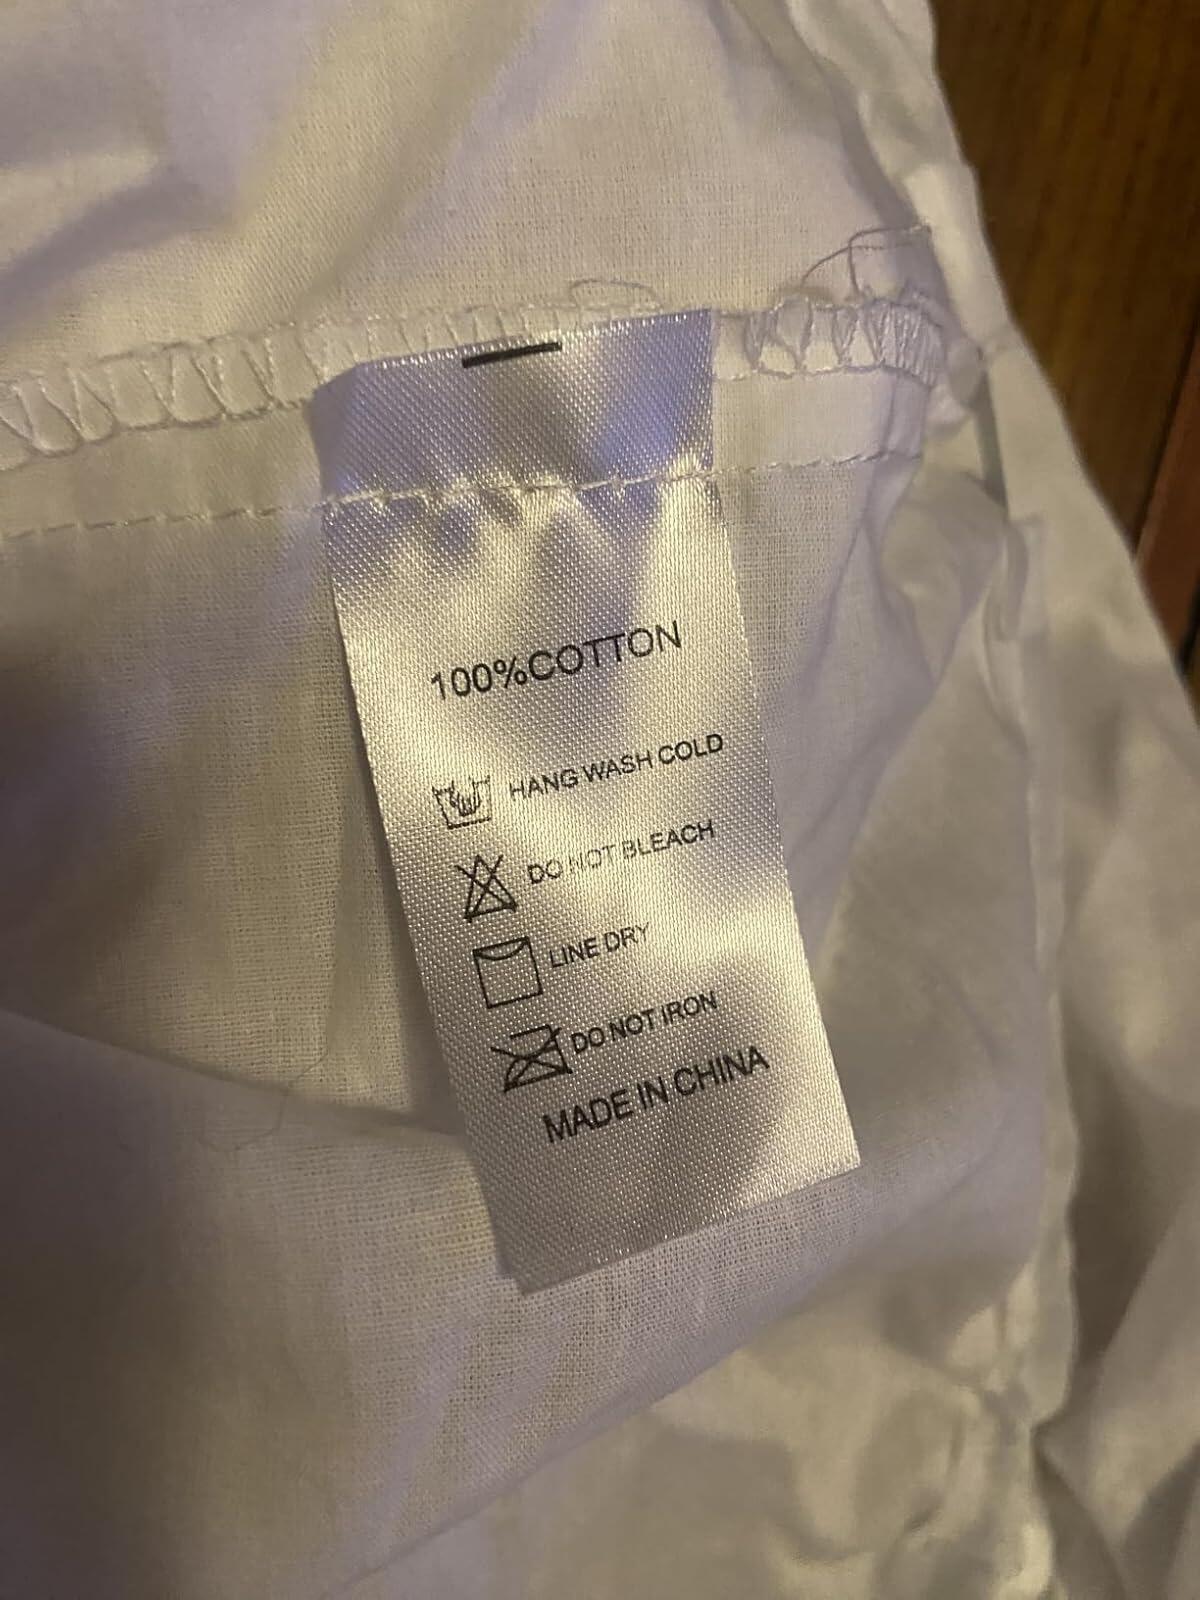 100%COTTON
HANG WASH COLD
DO NOT BLEACH
LINE DRY
DO NOT IRON
MADE IN CHINA